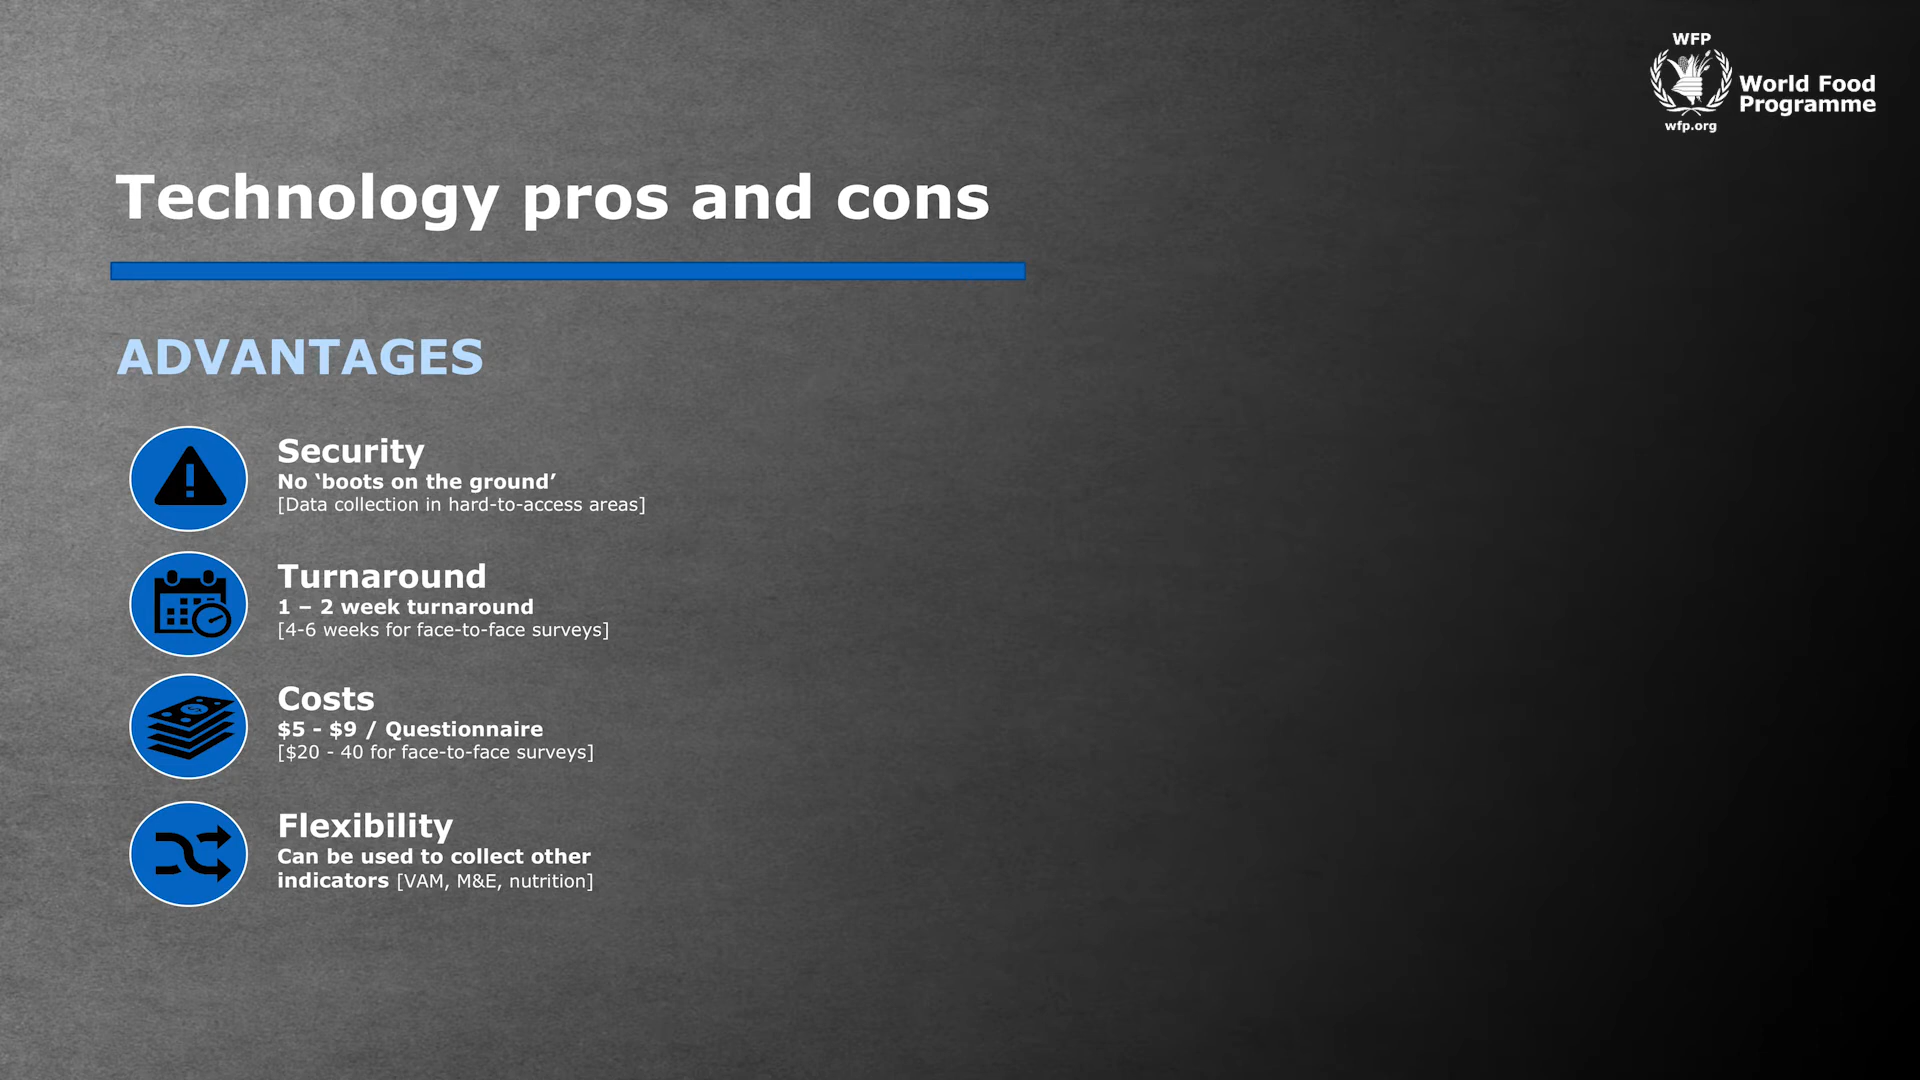 WFP
World Food
Programme
wfp.org
Technology pros and cons
ADVANTAGES
Security
No ‘boots on the ground’
[Data collection in hard-to-access areas]
Turnaround
1 – 2 week turnaround
[4-6 weeks for face-to-face surveys]
Costs
$5 - $9 / Questionnaire
[$20 - 40 for face-to-face surveys]
Flexibility
Can be used to collect other
indicators [VAM, M&E, nutrition]